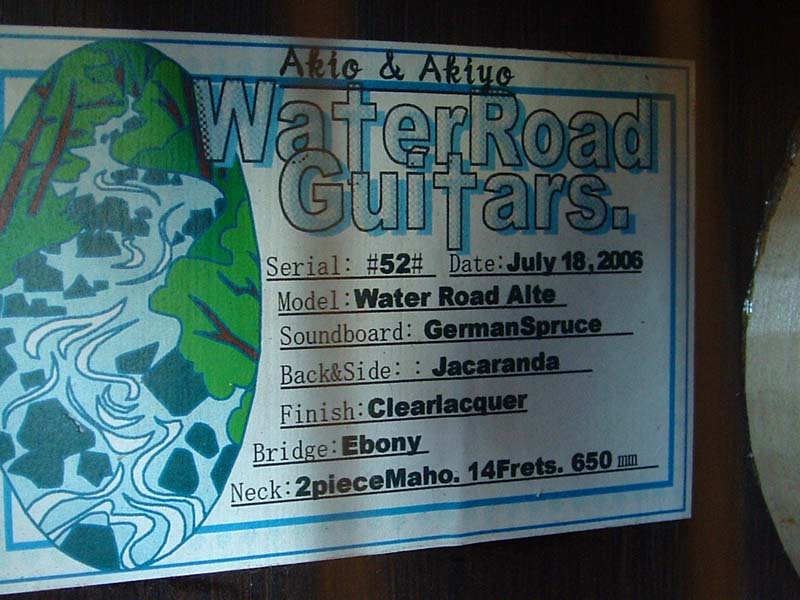 Akio & Akiyo
WaterRoad
Guitars.
Serial: #52# Date: July 18, 2006
Model: Water Road Alte
Soundboard: GermanSpruce
Back&Side: : Jacaranda
Finish: Clearlacquer
Bridge: Ebony
Neck: 2pieceMaho. 14Frets. 650 ㎜